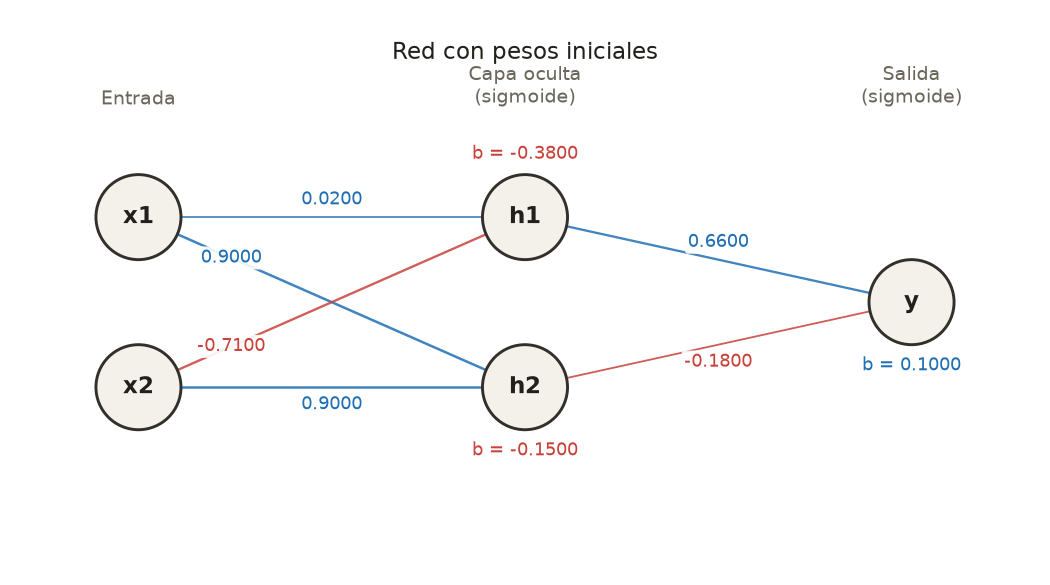 Red con pesos iniciales
Capa oculta
(sigmoide)
Salida
(sigmoide)
Entrada
b = -0.3800
x1
0.0200
h1
0.9000
0.6600
y
-0.7100
-0.1800
b = 0.1000
x2
0.9000
h2
b = -0.1500